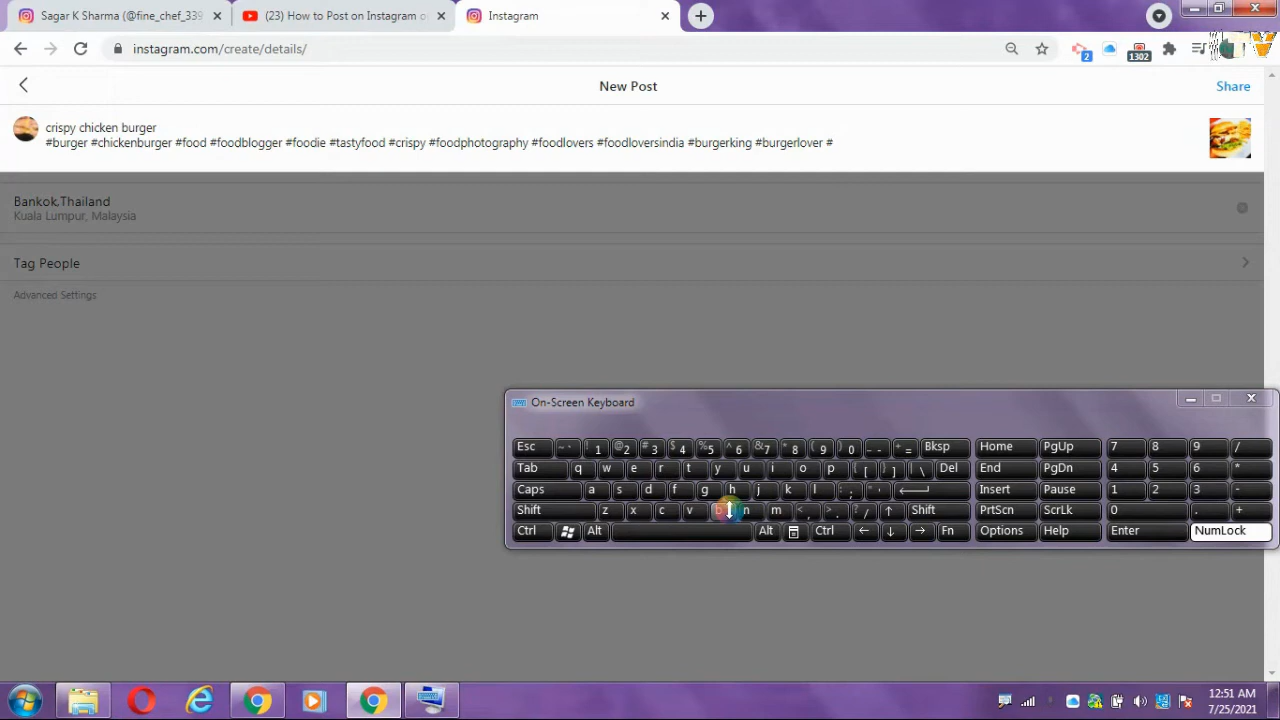 Sagar K Sharma (@fine_chef_339
(23) How to Post on Instagram o
Instagram
instagram.com/create/details/
2
1302
New Post
Share
crispy chicken burger
#burger #chickenburger #food #foodblogger #foodie #tastyfood #crispy #foodphotography #foodlovers #foodloversindia #burgerking #burgerlover #
Bankok,Thailand
Kuala Lumpur, Malaysia
Tag People
Advanced Settings
On-Screen Keyboard
Esc ~ ` ! 1 @ 2 # 3 $ 4 % 5 ^ 6 & 7 * 8 ( 9 ) 0 _ - + = Bksp Home PgUp 7 8 9 /
Tab q w e r t y u i o p { [ } ] | \ Del End PgDn 4 5 6 *
Caps a s d f g h j k l : ; " ' Insert Pause 1 2 3 -
Shift z x c v b n m < , > . ? / ↑ Shift PrtScn ScrLk 0 . +
Ctrl Alt Alt Ctrl ← ↓ → Fn Options Help Enter NumLock
12:51 AM
7/25/2021